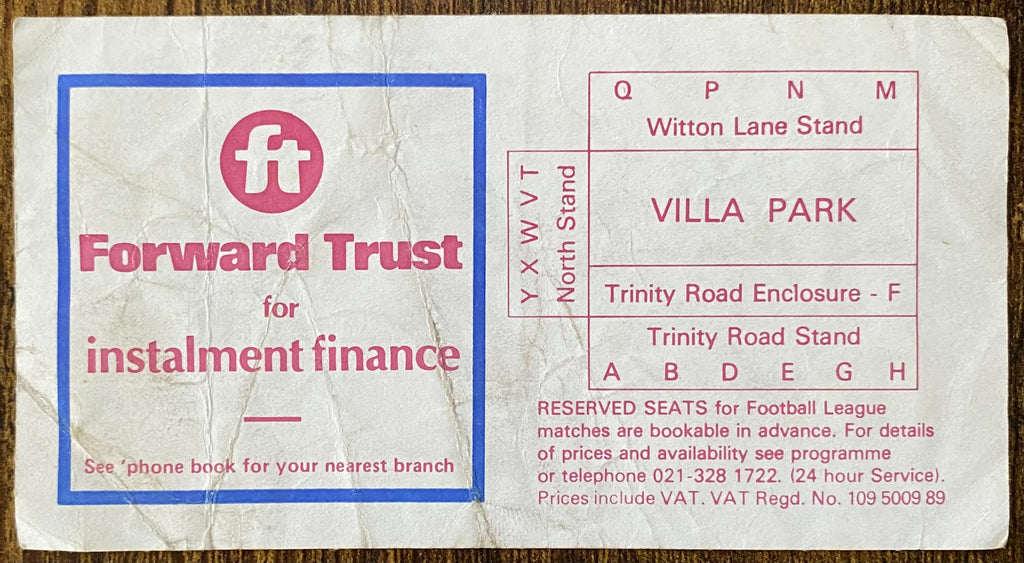 ft
Forward Trust
for
instalment finance
See 'phone book for your nearest branch
Q P N M
Witton Lane Stand
Y X W V T
North Stand
VILLA PARK
Trinity Road Enclosure - F
Trinity Road Stand
A B D E G H
RESERVED SEATS for Football League
matches are bookable in advance. For details
of prices and availability see programme
or telephone 021-328 1722. (24 hour Service).
Prices include VAT. VAT Regd. No. 109 5009 89